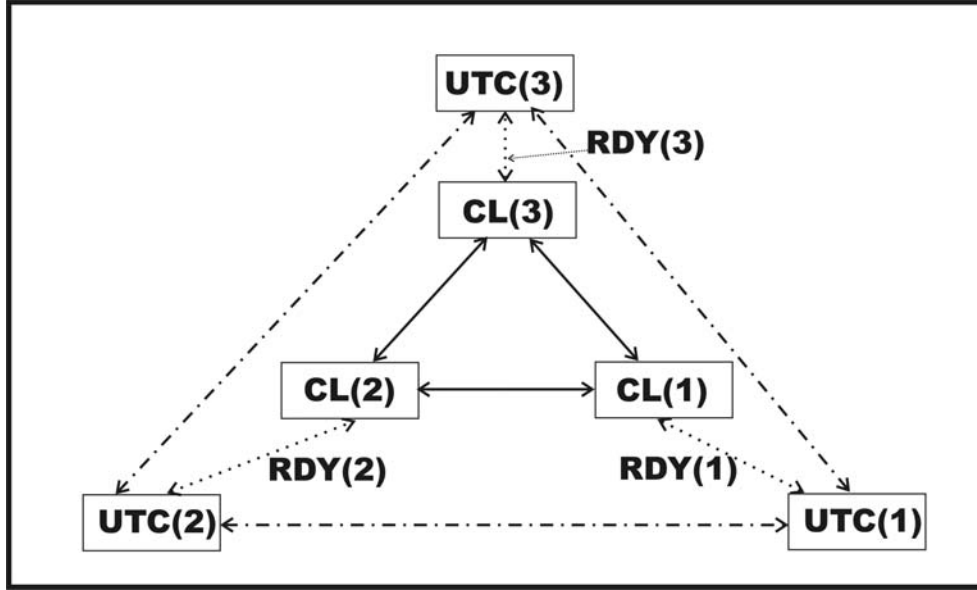 UTC(3)
RDY(3)
CL(3)
CL(2)
CL(1)
RDY(2)
RDY(1)
UTC(2)
UTC(1)